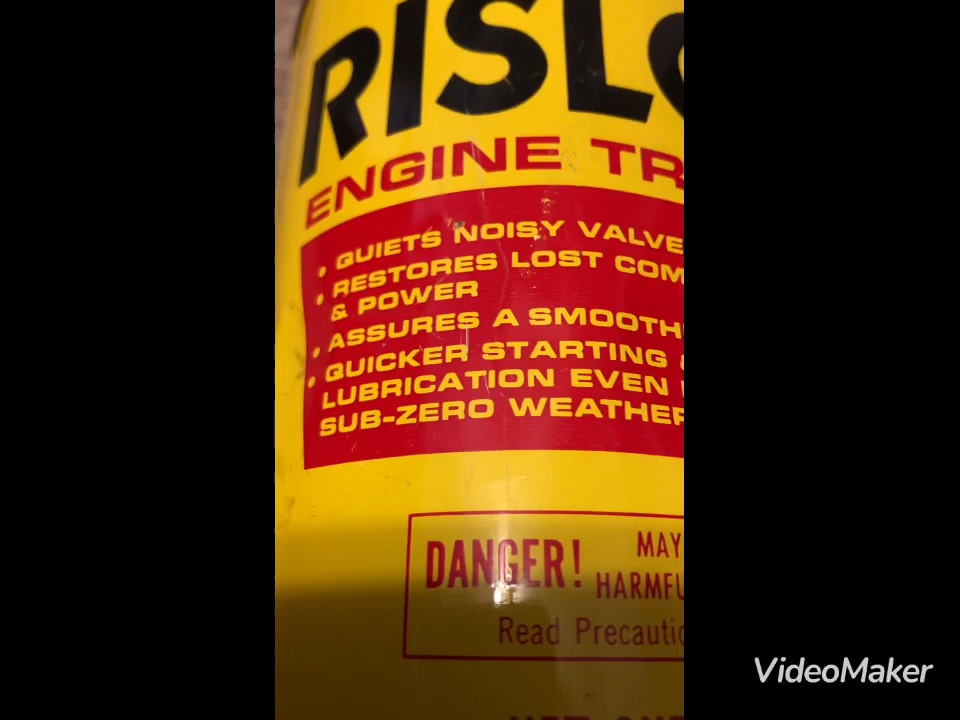 RISL
ENGINE TR
• QUIETS NOISY VALVE
• RESTORES LOST COM
& POWER
• ASSURES A SMOOTH
• QUICKER STARTING
LUBRICATION EVEN
SUB-ZERO WEATHER
DANGER! MAY
HARMFU
Read Precautio
VideoMaker